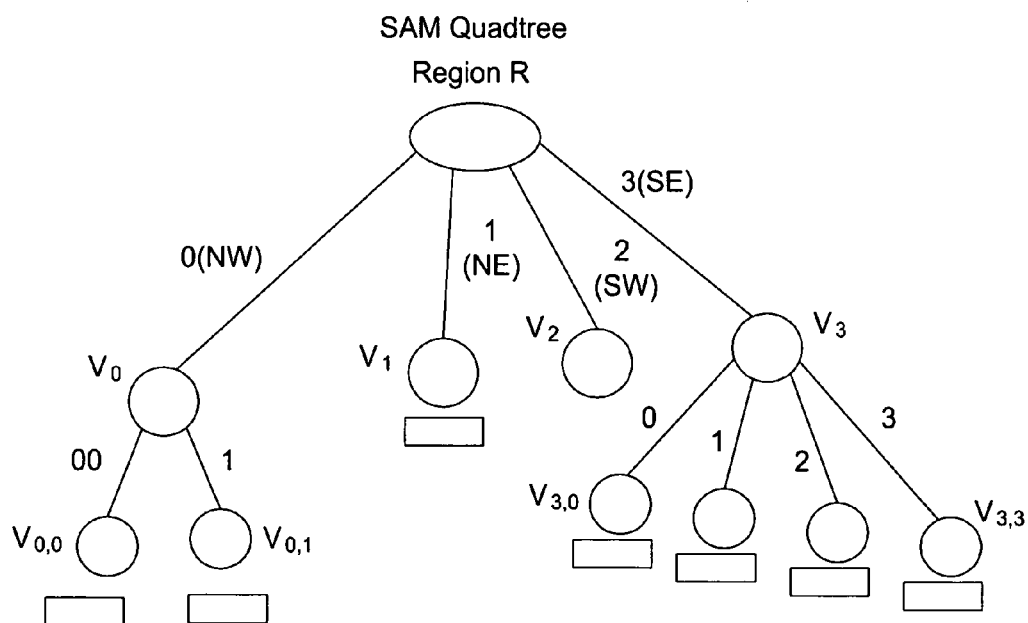 SAM Quadtree
Region R
3(SE)
0(NW)
1
(NE)
2
(SW)
V0
V1
V2
V3
00
1
0
1
2
3
V0,0
V0,1
V3,0
V3,3